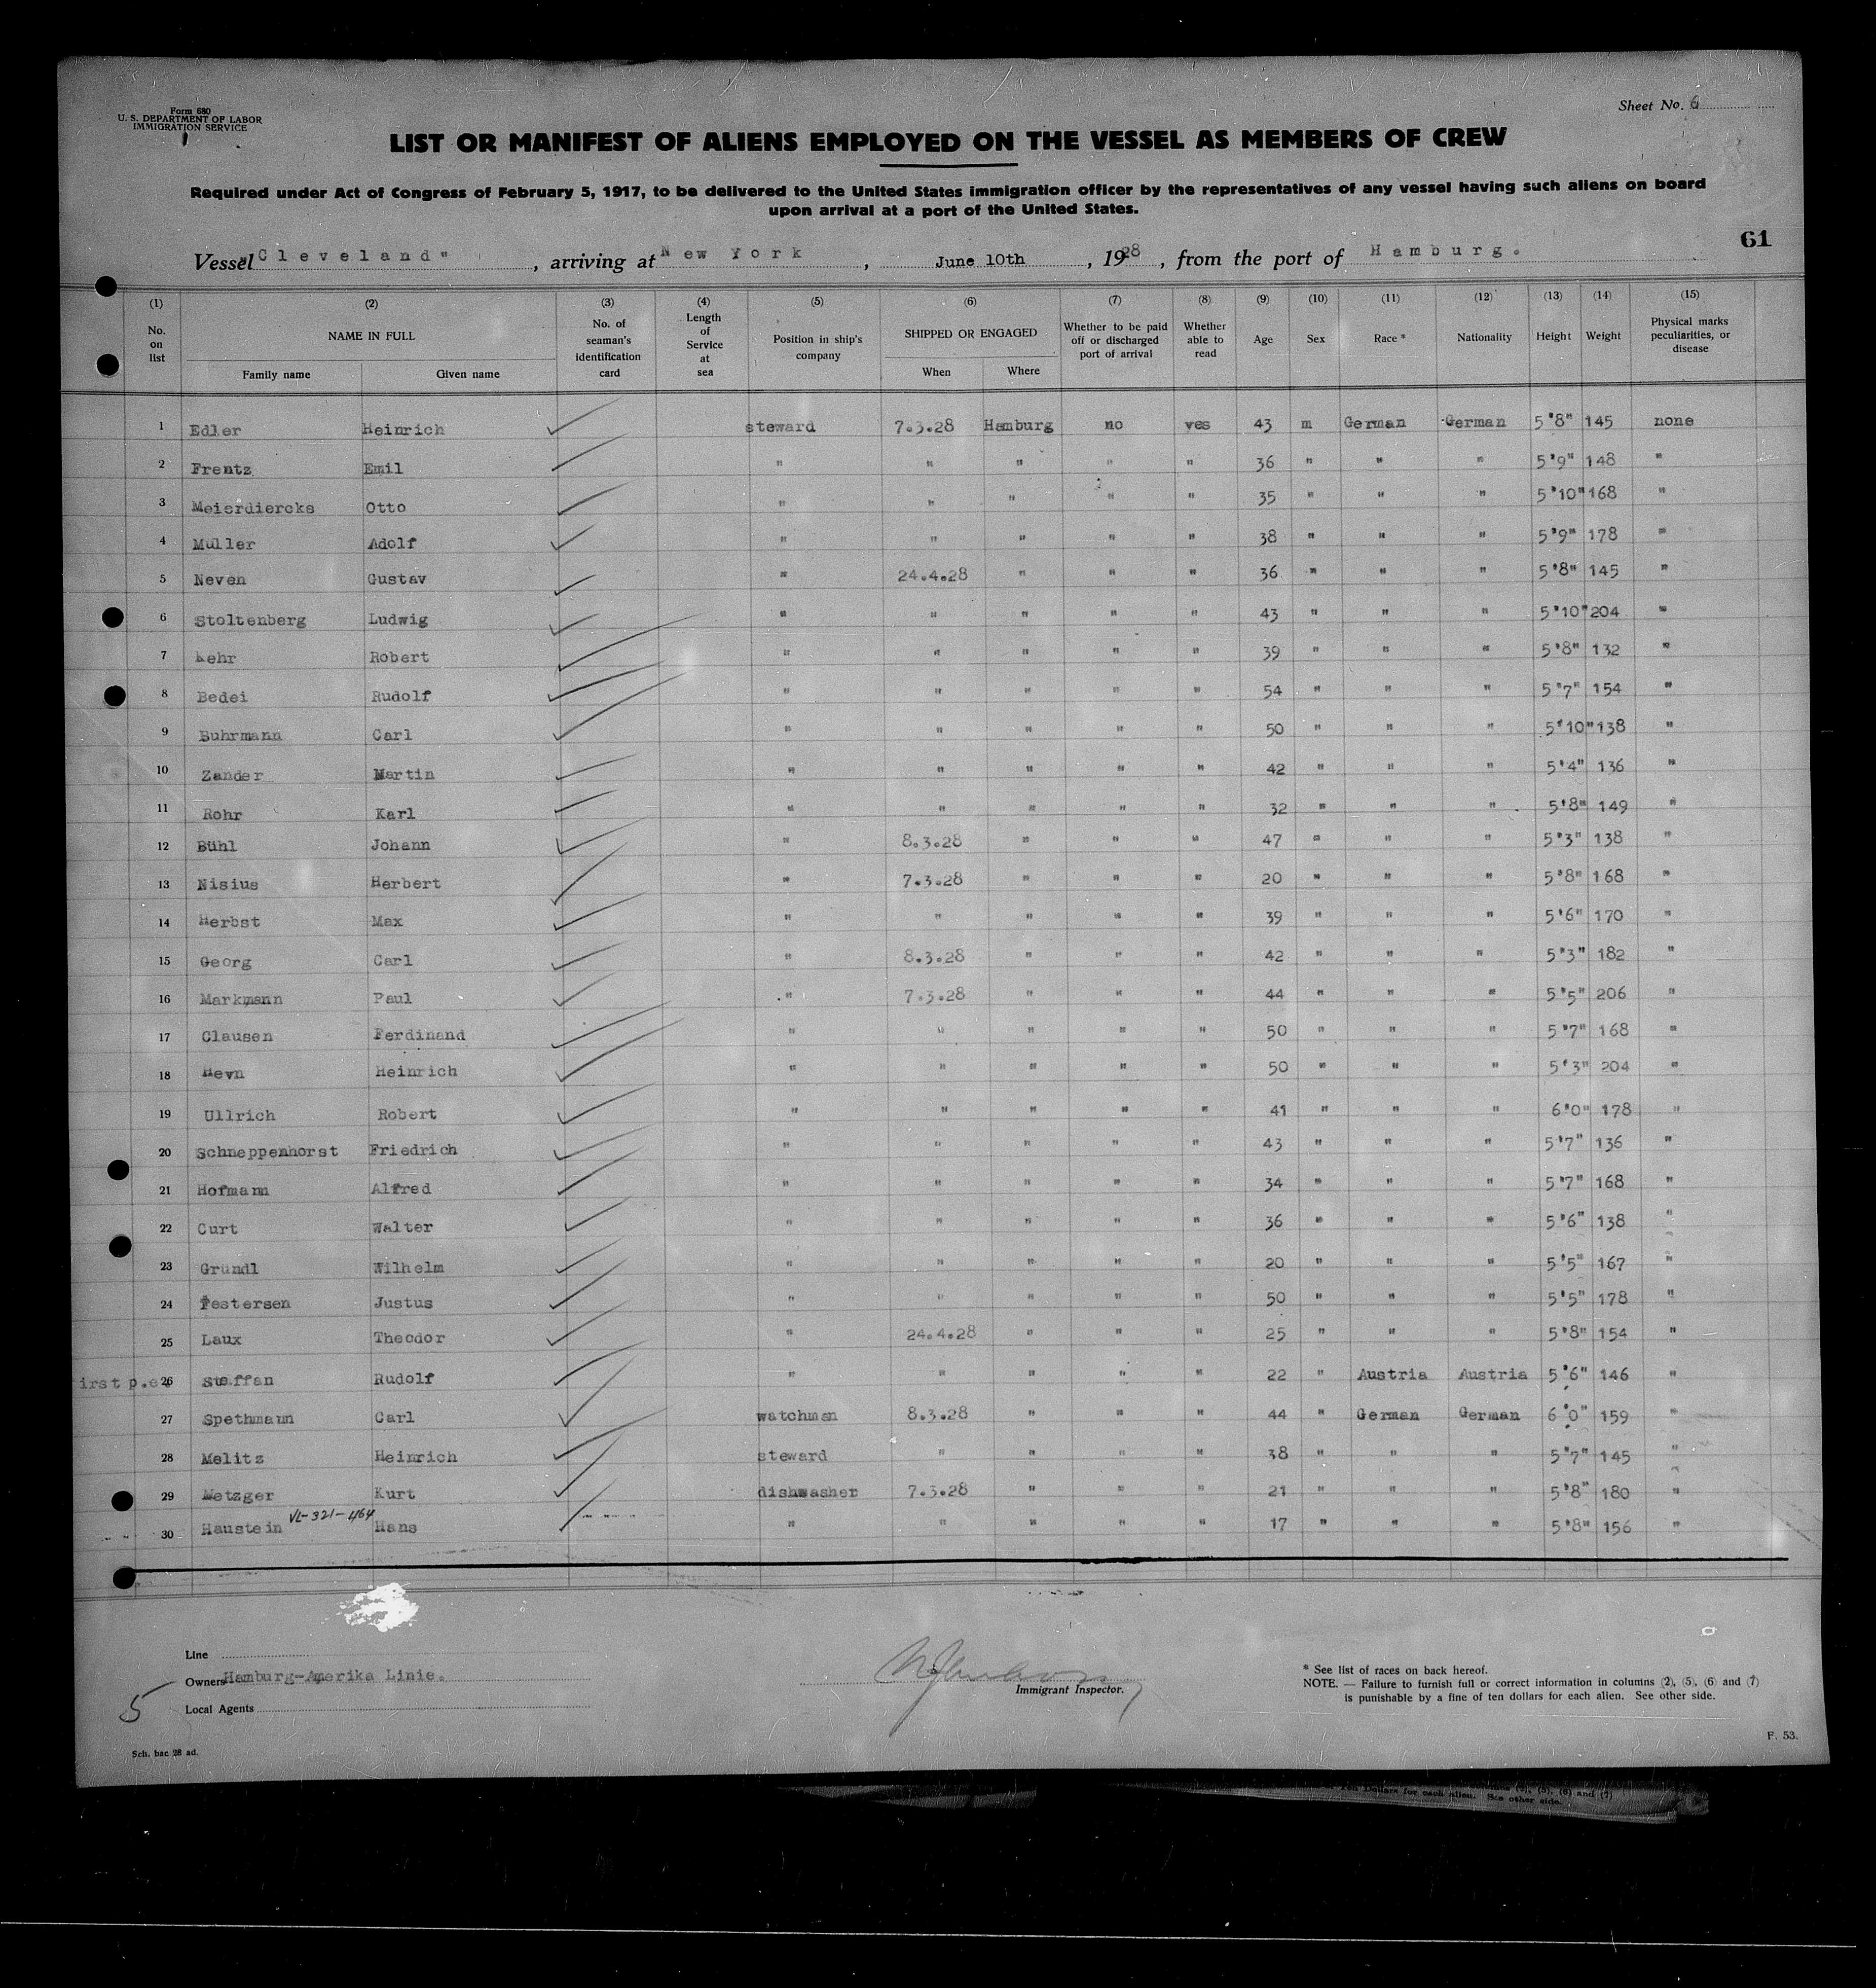 Form 680
U. S. DEPARTMENT OF LABOR
IMMIGRATION SERVICE
Sheet No. 6
LIST OR MANIFEST OF ALIENS EMPLOYED ON THE VESSEL AS MEMBERS OF CREW
Required under Act of Congress of February 5, 1917, to be delivered to the United States immigration officer by the representatives of any vessel having such aliens on board
upon arrival at a port of the United States.
61
Vessel "Cleveland", arriving at New York, June 10th, 1928, from the port of Hamburg.
(1) (2) (3) (4) (5) (6) (7) (8) (9) (10) (11) (12) (13) (14) (15)
No. on list NAME IN FULL Family name Given name No. of seaman's identification card Length of Service at sea Position in ship's company SHIPPED OR ENGAGED When Where Whether to be paid off or discharged port of arrival Whether able to read Age Sex Race * Nationality Height Weight Physical marks peculiarities, or disease
1 Edler Heinrich steward 7.3.28 Hamburg no yes 43 m German German 5'8" 145 none
2 Frentz Emil " " " " " 36 " " " 5'9" 148 "
3 Meierdiercks Otto " " " " " 35 " " " 5'10" 168 "
4 Muller Adolf " " " " " 38 " " " 5'9" 178 "
5 Neven Gustav " 24.4.28 " " " 36 " " " 5'8" 145 "
6 Stoltenberg Ludwig " " " " " 43 " " " 5'10" 204 "
7 Kehr Robert " " " " " 39 " " " 5'8" 132 "
8 Bedei Rudolf " " " " " 54 " " " 5'7" 154 "
9 Buhrmann Carl " " " " " 50 " " " 5'10" 138 "
10 Zander Martin " " " " " 42 " " " 5'4" 136 "
11 Rohr Karl " " " " " 32 " " " 5'8" 149 "
12 Bühl Johann " 8.3.28 " " " 47 " " " 5'3" 138 "
13 Nisius Herbert " 7.3.28 " " " 20 " " " 5'8" 168 "
14 Herbst Max " " " " " 39 " " " 5'6" 170 "
15 Georg Carl " 8.3.28 " " " 42 " " " 5'3" 182 "
16 Markmann Paul " 7.3.28 " " " 44 " " " 5'5" 206 "
17 Clausen Ferdinand " " " " " 50 " " " 5'7" 168 "
18 Hevn Heinrich " " " " " 50 " " " 5'3" 204 "
19 Ullrich Robert " " " " " 41 " " " 6'0" 178 "
20 Schneppenhorst Friedrich " " " " " 43 " " " 5'7" 136 "
21 Hofmann Alfred " " " " " 34 " " " 5'7" 168 "
22 Curt Walter " " " " " 36 " " " 5'6" 138 "
23 Grundl Wilhelm " " " " " 20 " " " 5'5" 167 "
24 Testersen Justus " " " " " 50 " " " 5'5" 178 "
25 Laux Theodor " 24.4.28 " " " 25 " " " 5'8" 154 "
26 Steffan Rudolf " " " " " 22 " Austria Austria 5'6" 146 "
27 Spethmann Carl watchman 8.3.28 " " " 44 " German German 6'0" 159 "
28 Melitz Heinrich steward " " " " 38 " " " 5'7" 145 "
29 Metzger Kurt dishwasher 7.3.28 " " " 21 " " " 5'8" 180 "
VL-321-464
30 Haustein Hans " " " " " 17 " " " 5'8" 156 "
Line
Owners Hamburg-Amerika Linie.
Local Agents
5
Immigrant Inspector.
* See list of races on back hereof.
NOTE. — Failure to furnish full or correct information in columns (2), (5), (6) and (7)
is punishable by a fine of ten dollars for each alien. See other side.
Sch. bac 28 ad.
F. 53.
Dollars for each alien. See other side.
(5), (6) and (7)